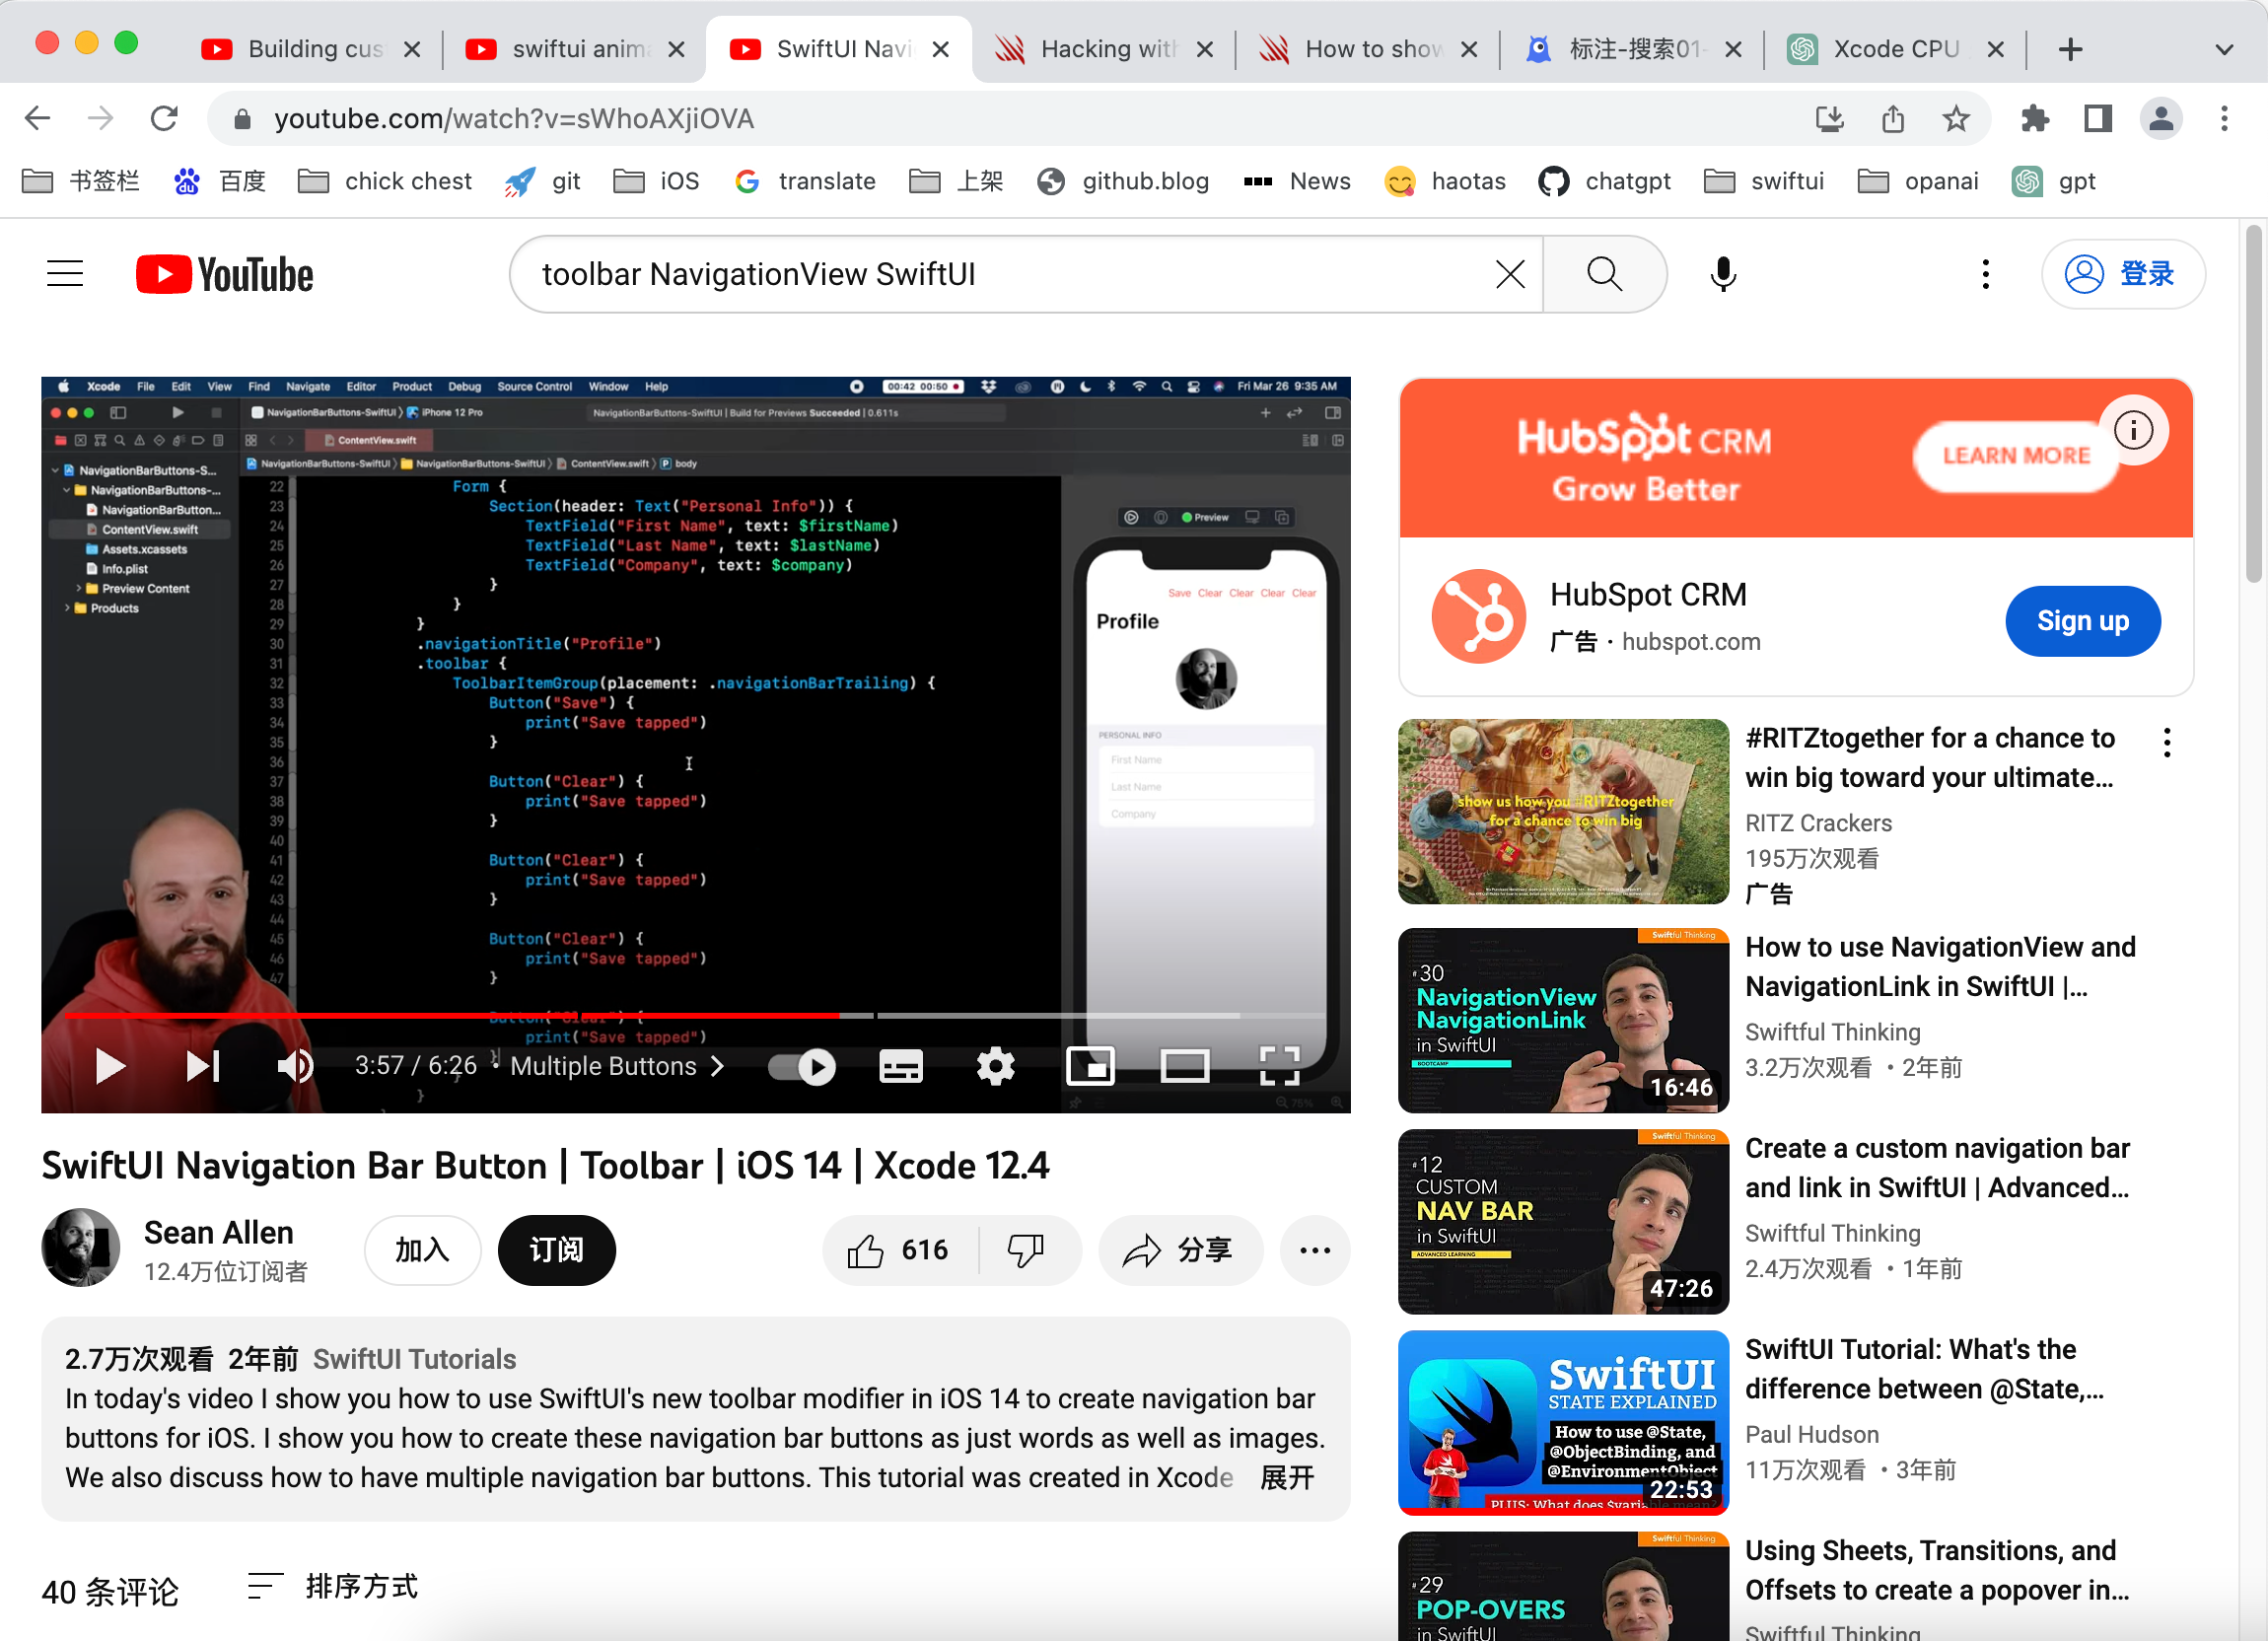 Building cus
swiftui anim
SwiftUI Navi
Hacking with
How to show
标注-搜索01-
Xcode CPU
youtube.com/watch?v=sWhoAXjiOVA
书签栏
百度
chick chest
git
iOS
translate
上架
github.blog
News
haotas
chatgpt
swiftui
opanai
gpt
YouTube
toolbar NavigationView SwiftUI
登录
Xcode File Edit View Find Navigate Editor Product Debug Source Control Window Help
00:42 00:50
Fri Mar 26 9:35 AM
NavigationBarButtons-SwiftUI
iPhone 12 Pro
NavigationBarButtons-SwiftUI | Build for Previews Succeeded | 0.611s
ContentView.swift
NavigationBarButtons-SwiftUI
NavigationBarButtons-SwiftUI
ContentView.swift
P body
NavigationBarButtons-S...
NavigationBarButtons-...
NavigationBarButton...
ContentView.swift
Assets.xcassets
Info.plist
Preview Content
Products
22 Form {
23 Section(header: Text("Personal Info")) {
24 TextField("First Name", text: $firstName)
25 TextField("Last Name", text: $lastName)
26 TextField("Company", text: $company)
27 }
28 }
29 }
30 .navigationTitle("Profile")
31 .toolbar {
32 ToolbarItemGroup(placement: .navigationBarTrailing) {
33 Button("Save") {
34 print("Save tapped")
35 }
36
37 Button("Clear") {
38 print("Save tapped")
39 }
40
41 Button("Clear") {
42 print("Save tapped")
43 }
44
45 Button("Clear") {
46 print("Save tapped")
47 }
Button("Clear") {
print("Save tapped")
}
}
}
Preview
Save Clear Clear Clear Clear
Profile
PERSONAL INFO
First Name
Last Name
Company
75%
3:57 / 6:26 • Multiple Buttons
SwiftUI Navigation Bar Button | Toolbar | iOS 14 | Xcode 12.4
Sean Allen
12.4万位订阅者
加入
订阅
616
分享
2.7万次观看 2年前 SwiftUI Tutorials
In today's video I show you how to use SwiftUI's new toolbar modifier in iOS 14 to create navigation bar
buttons for iOS. I show you how to create these navigation bar buttons as just words as well as images.
We also discuss how to have multiple navigation bar buttons. This tutorial was created in Xcode 展开
40 条评论
排序方式
HubSpot CRM
Grow Better
LEARN MORE
HubSpot CRM
广告 · hubspot.com
Sign up
show us how you #RITZtogether
for a chance to win big
#RITZtogether for a chance to
win big toward your ultimate...
RITZ Crackers
195万次观看
广告
Swiftful Thinking
#30
NavigationView
NavigationLink
in SwiftUI
BOOTCAMP
16:46
How to use NavigationView and
NavigationLink in SwiftUI |...
Swiftful Thinking
3.2万次观看 • 2年前
Swiftful Thinking
#12
CUSTOM
NAV BAR
in SwiftUI
ADVANCED LEARNING
47:26
Create a custom navigation bar
and link in SwiftUI | Advanced...
Swiftful Thinking
2.4万次观看 • 1年前
SwiftUI
STATE EXPLAINED
How to use @State,
@ObjectBinding, and
@EnvironmentObject
22:53
PLUS: What does $variable mean?
SwiftUI Tutorial: What's the
difference between @State,...
Paul Hudson
11万次观看 • 3年前
Swiftful Thinking
#29
POP-OVERS
in SwiftUI
Using Sheets, Transitions, and
Offsets to create a popover in...
Swiftful Thinking